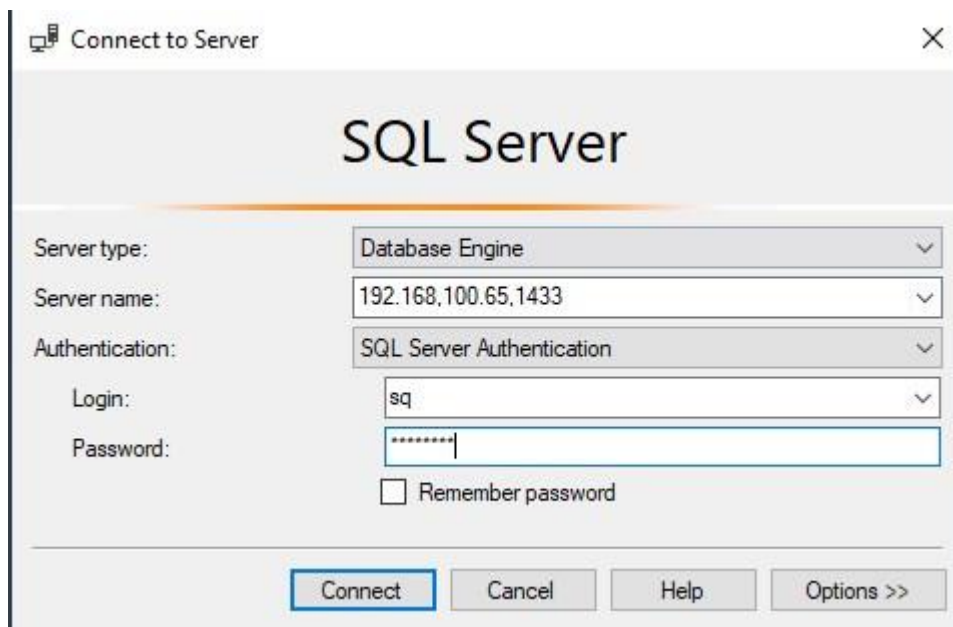 Connect to Server
SQL Server
Server type: Database Engine
Server name: 192.168,100.65,1433
Authentication: SQL Server Authentication
Login: sq
Password: ********
Remember password
Connect Cancel Help Options >>